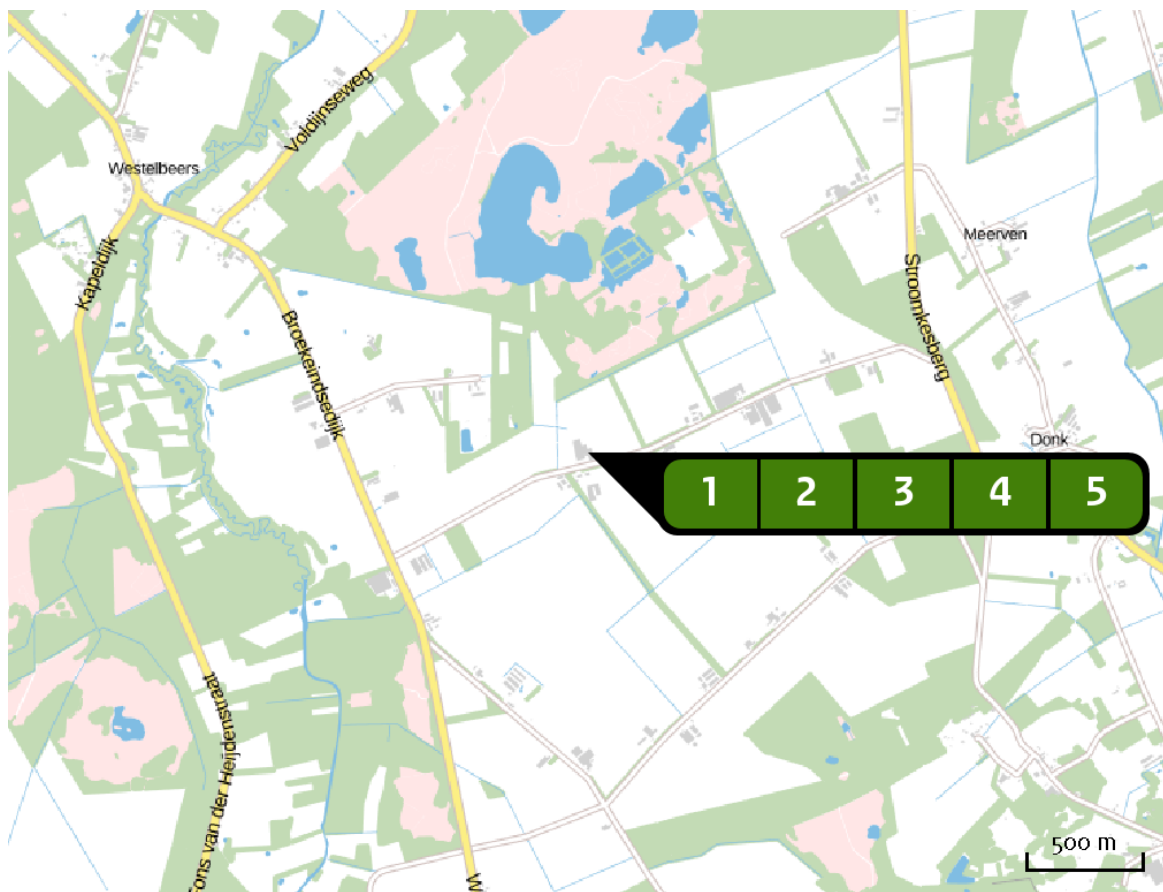 Voldijnseweg
Westelbeers
Kapeldijk
Meerven
Stroomkesberg
Broekeindsedijk
Donk
1 2 3 4 5
Fons van der Heijdenstraat
500 m
W